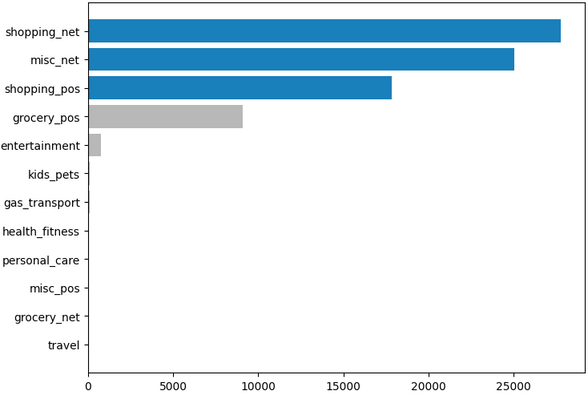 shopping_net
misc_net
shopping_pos
grocery_pos
entertainment
kids_pets
gas_transport
health_fitness
personal_care
misc_pos
grocery_net
travel
0 5000 10000 15000 20000 25000